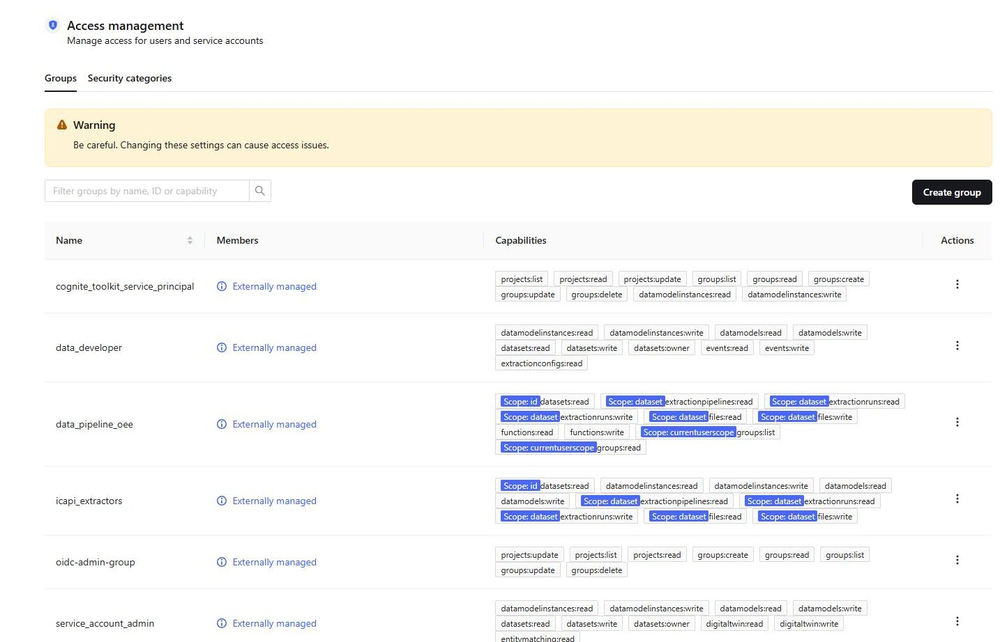 Access management
Manage access for users and service accounts
Groups Security categories
Warning
Be careful. Changing these settings can cause access issues.
Filter groups by name, ID or capability
Create group
Name Members Capabilities Actions
cognite_toolkit_service_principal Externally managed
projects:list projects:read projects:update groups:list groups:read groups:create
groups:update groups:delete datamodelinstances:read datamodelinstances:write
data_developer Externally managed
datamodelinstances:read datamodelinstances:write datamodels:read datamodels:write
datasets:read datasets:write datasets:owner events:read events:write
extractionconfigs:read
data_pipeline_oee Externally managed
Scope: id datasets:read Scope: dataset extractionpipelines:read Scope: dataset extractionruns:read
Scope: dataset extractionruns:write Scope: dataset files:read Scope: dataset files:write
functions:read functions:write Scope: currentuserscope groups:list
Scope: currentuserscope groups:read
icapi_extractors Externally managed
Scope: id datasets:read datamodelinstances:read datamodelinstances:write datamodels:read
datamodels:write Scope: dataset extractionpipelines:read Scope: dataset extractionruns:read
Scope: dataset extractionruns:write Scope: dataset files:read Scope: dataset files:write
oidc-admin-group Externally managed
projects:update projects:list projects:read groups:create groups:read groups:list
groups:update groups:delete
service_account_admin Externally managed
datamodelinstances:read datamodelinstances:write datamodels:read datamodels:write
datasets:read datasets:write datasets:owner digitaltwin:read digitaltwin:write
entitymatching:read